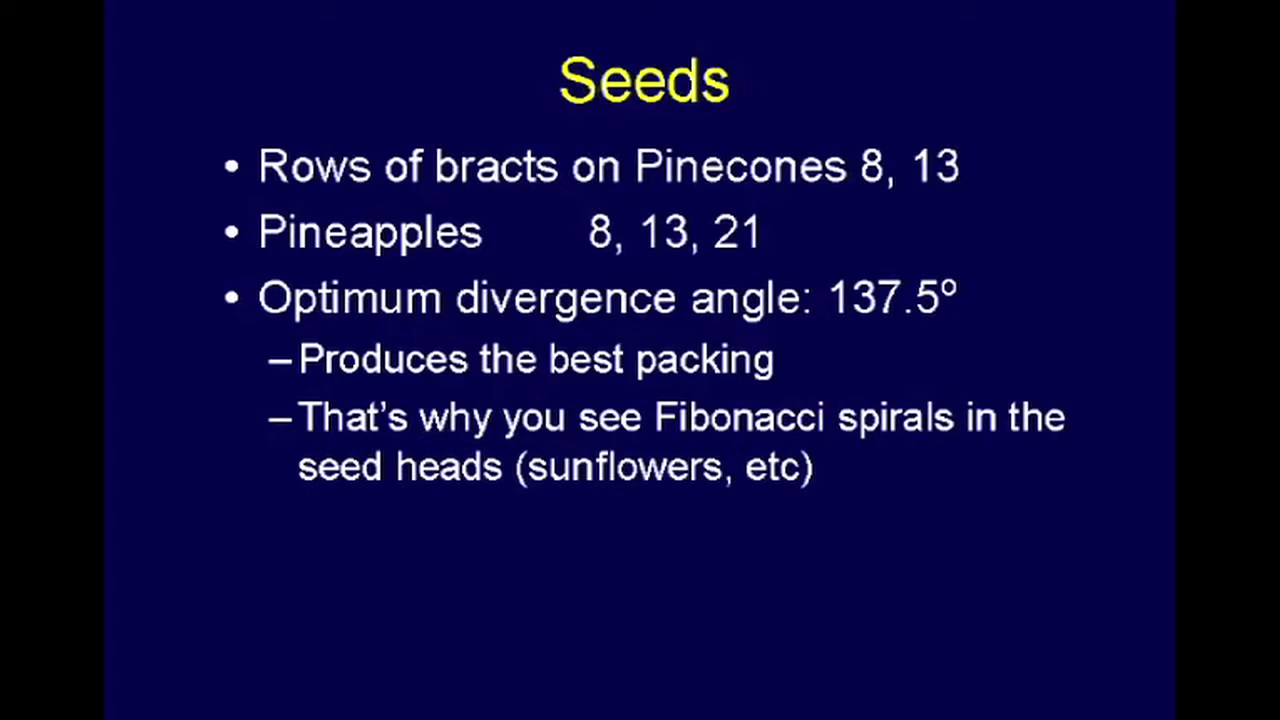 Seeds
• Rows of bracts on Pinecones 8, 13
• Pineapples 8, 13, 21
• Optimum divergence angle: 137.5º
–Produces the best packing
–That's why you see Fibonacci spirals in the
seed heads (sunflowers, etc)